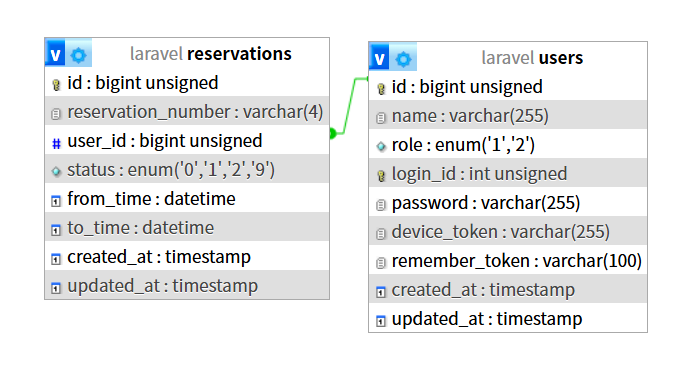 v laravel reservations
id : bigint unsigned
reservation_number : varchar(4)
# user_id : bigint unsigned
status : enum('0','1','2','9')
from_time : datetime
to_time : datetime
created_at : timestamp
updated_at : timestamp
v laravel users
id : bigint unsigned
name : varchar(255)
role : enum('1','2')
login_id : int unsigned
password : varchar(255)
device_token : varchar(255)
remember_token : varchar(100)
created_at : timestamp
updated_at : timestamp